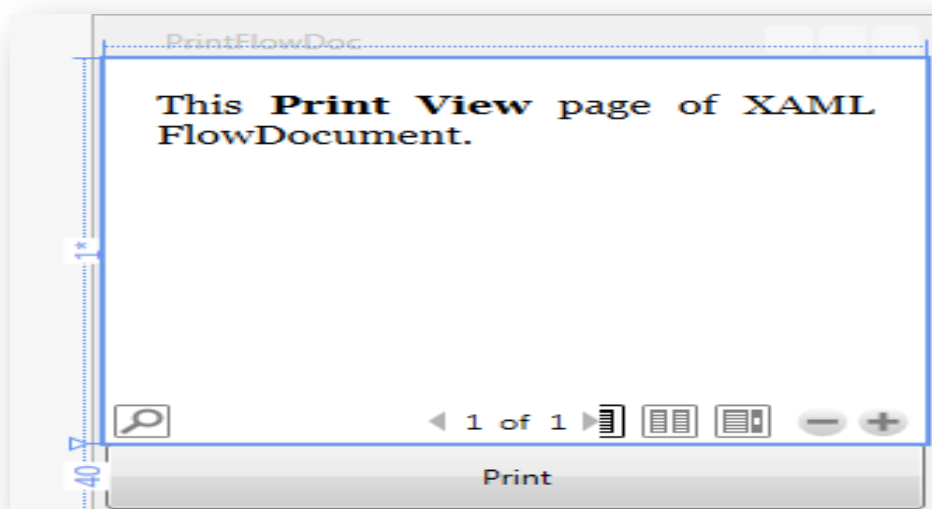 PrintFlowDoc
This Print View page of XAML
FlowDocument.
1*
1 of 1
40
Print